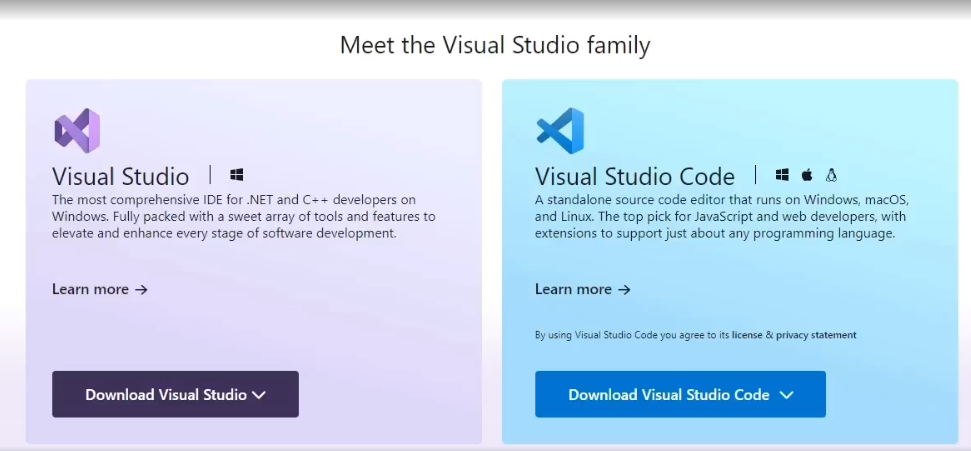 Meet the Visual Studio family
Visual Studio
The most comprehensive IDE for .NET and C++ developers on
Windows. Fully packed with a sweet array of tools and features to
elevate and enhance every stage of software development.
Learn more →
Download Visual Studio
Visual Studio Code
A standalone source code editor that runs on Windows, macOS,
and Linux. The top pick for JavaScript and web developers, with
extensions to support just about any programming language.
Learn more →
By using Visual Studio Code you agree to its license & privacy statement
Download Visual Studio Code